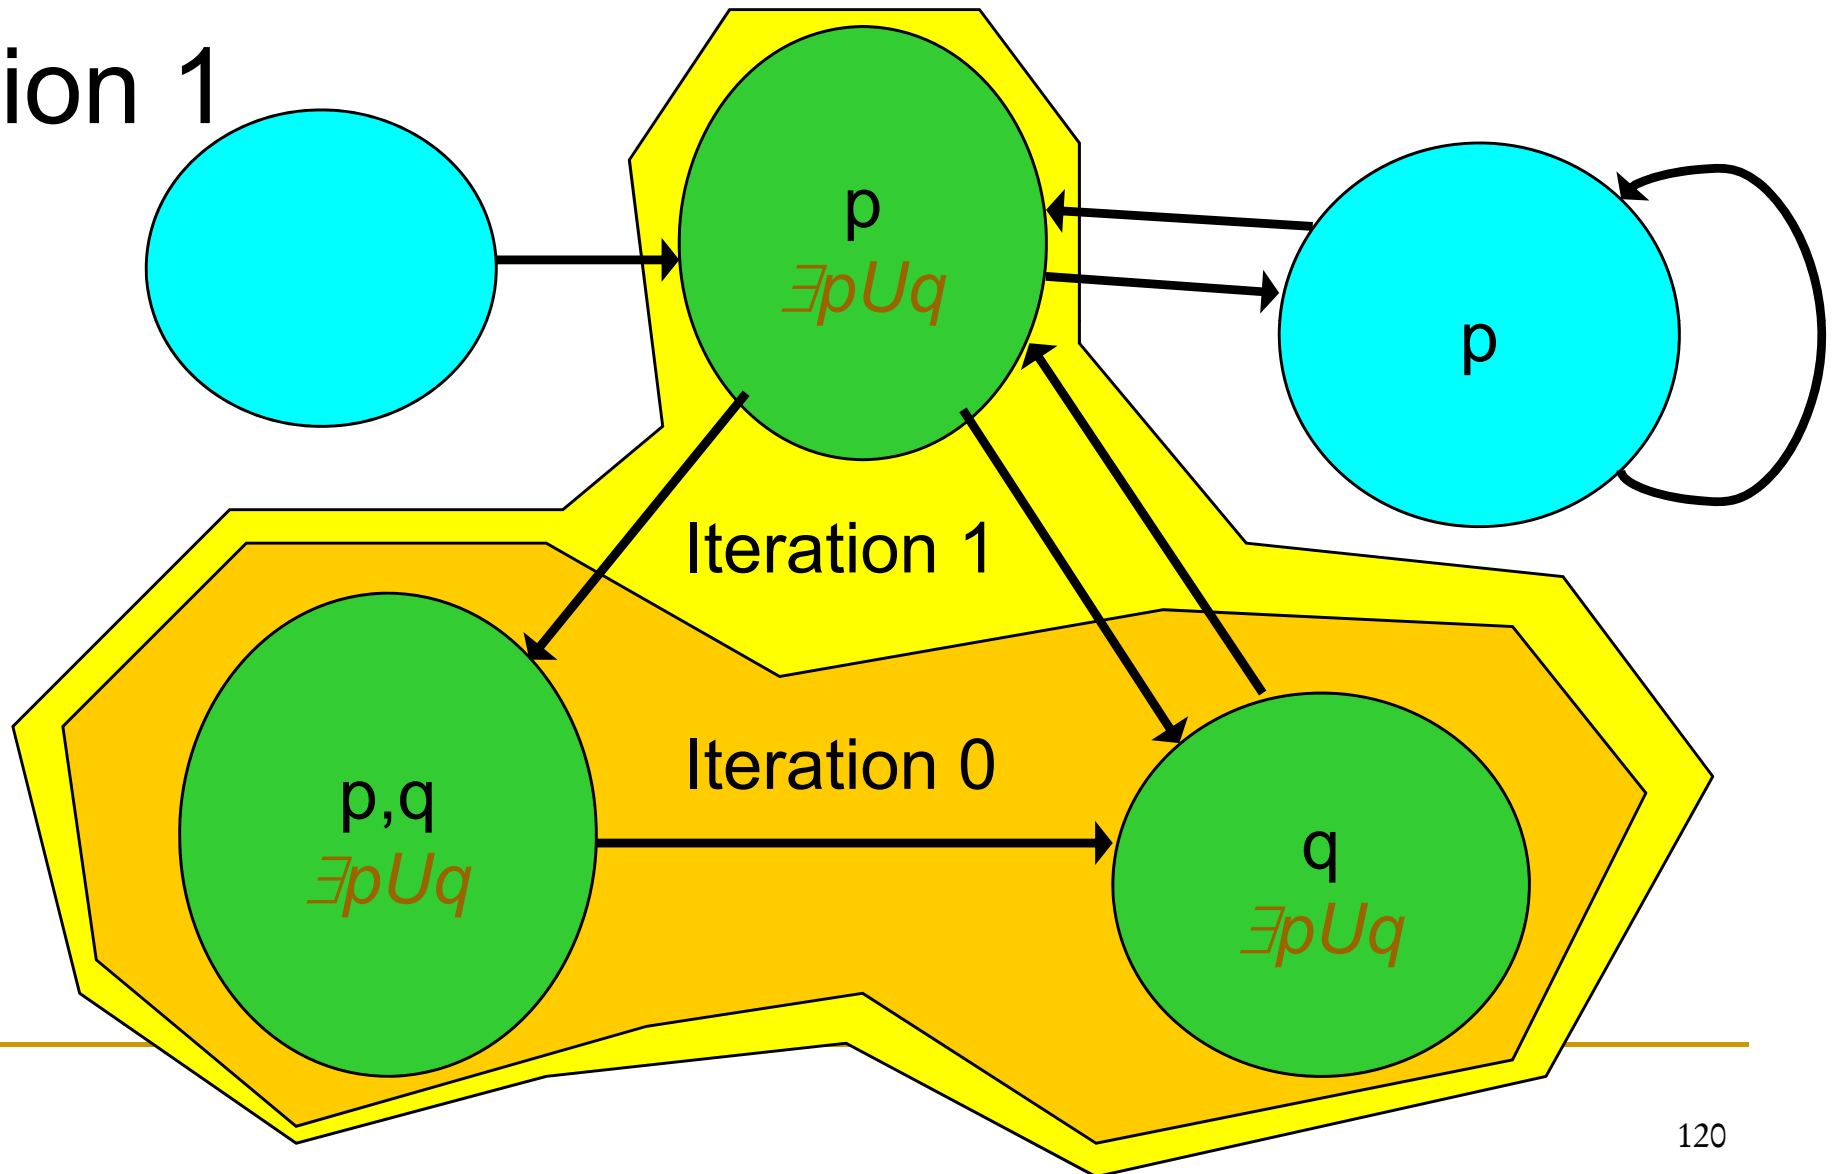 ion 1
p
∃pUq
p
Iteration 1
Iteration 0
p,q
∃pUq
q
∃pUq
120